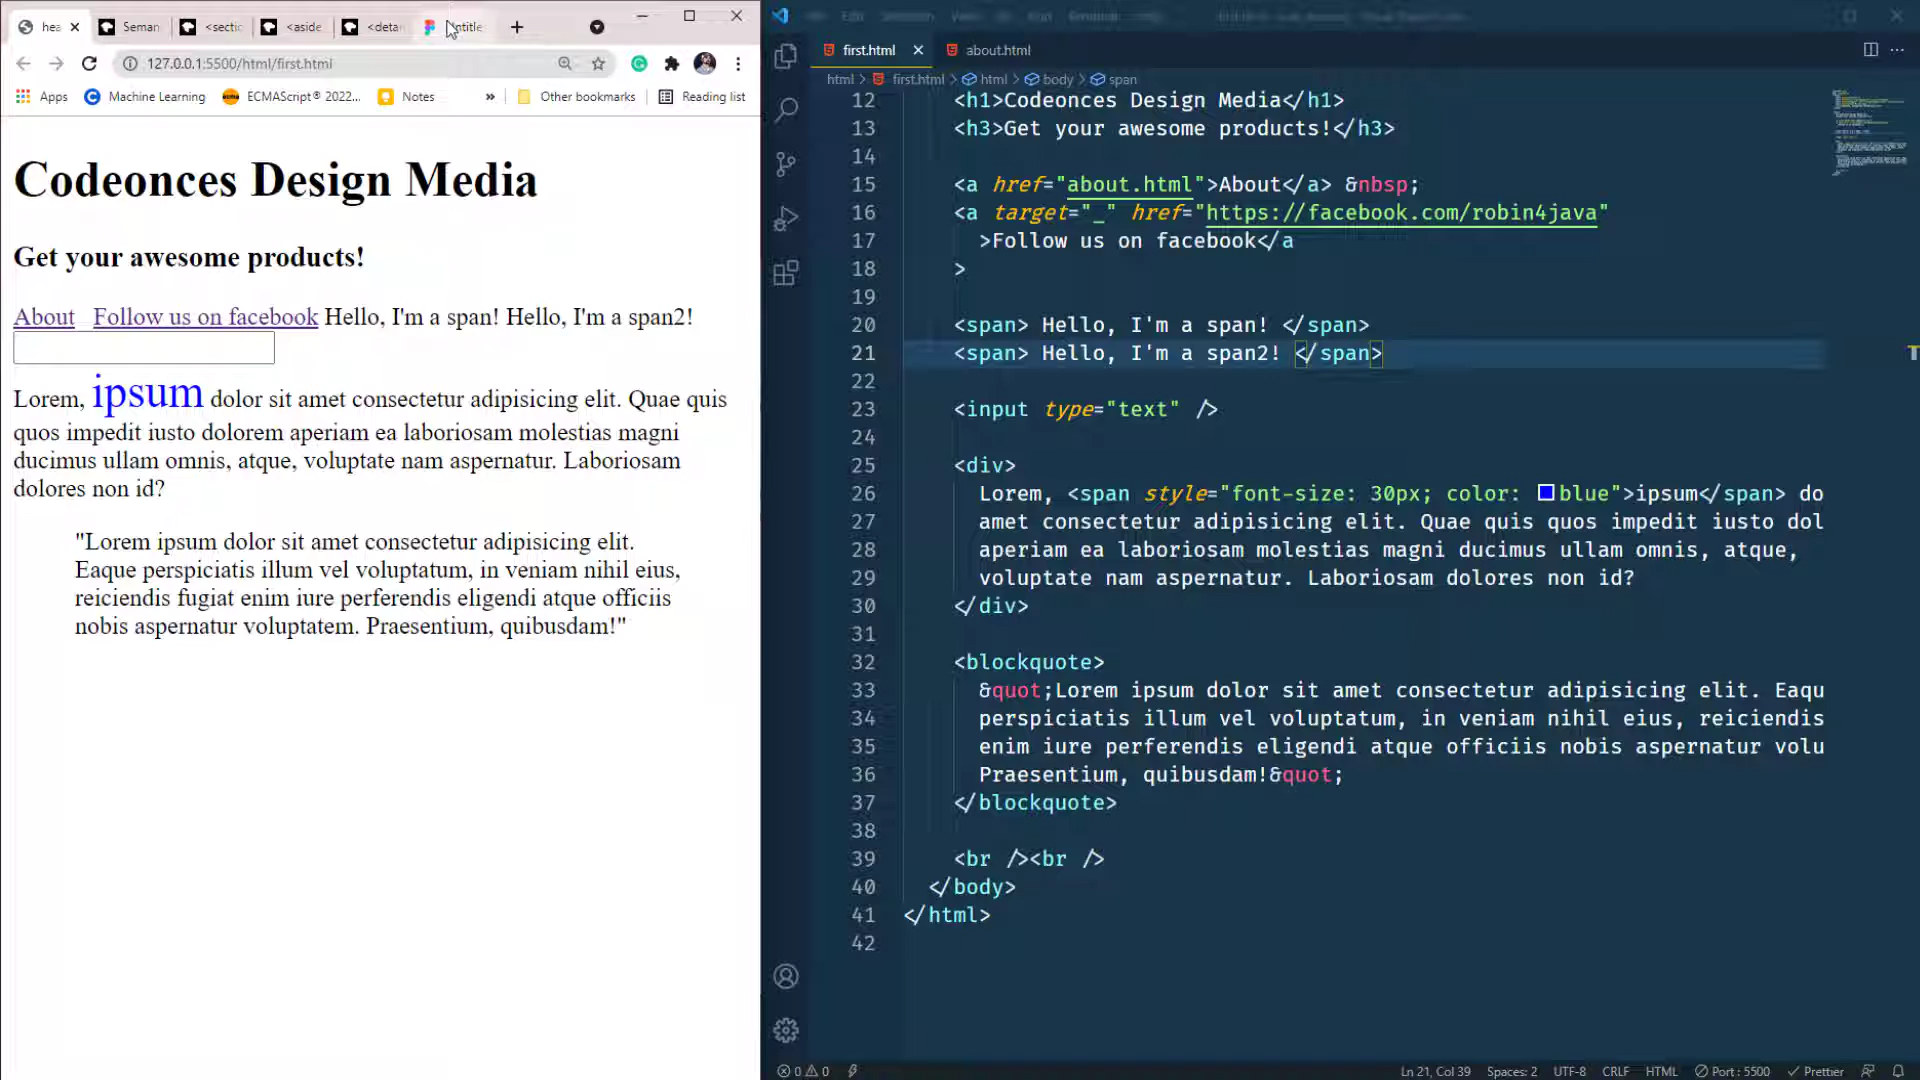 hea
Seman
<sectic
<aside
<detai
ntitle
127.0.0.1:5500/html/first.html
Apps
Machine Learning
ECMAScript® 2022...
Notes
»
Other bookmarks
Reading list
Codeonces Design Media
Get your awesome products!
About Follow us on facebook Hello, I'm a span! Hello, I'm a span2!
Lorem, ipsum dolor sit amet consectetur adipisicing elit. Quae quis
quos impedit iusto dolorem aperiam ea laboriosam molestias magni
ducimus ullam omnis, atque, voluptate nam aspernatur. Laboriosam
dolores non id?
"Lorem ipsum dolor sit amet consectetur adipisicing elit.
Eaque perspiciatis illum vel voluptatum, in veniam nihil eius,
reiciendis fugiat enim iure perferendis eligendi atque officiis
nobis aspernatur voluptatem. Praesentium, quibusdam!"
first.html
about.html
html > first.html > html > body > span
12 <h1>Codeonces Design Media</h1>
13 <h3>Get your awesome products!</h3>
14
15 <a href="about.html">About</a> &nbsp;
16 <a target="_" href="https://facebook.com/robin4java"
17 >Follow us on facebook</a
18 >
19
20 <span> Hello, I'm a span! </span>
21 <span> Hello, I'm a span2! </span>
22
23 <input type="text" />
24
25 <div>
26 Lorem, <span style="font-size: 30px; color: blue">ipsum</span> do
27 amet consectetur adipisicing elit. Quae quis quos impedit iusto dol
28 aperiam ea laboriosam molestias magni ducimus ullam omnis, atque,
29 voluptate nam aspernatur. Laboriosam dolores non id?
30 </div>
31
32 <blockquote>
33 &quot;Lorem ipsum dolor sit amet consectetur adipisicing elit. Eaqu
34 perspiciatis illum vel voluptatum, in veniam nihil eius, reiciendis
35 enim iure perferendis eligendi atque officiis nobis aspernatur volu
36 Praesentium, quibusdam!&quot;
37 </blockquote>
38
39 <br /><br />
40 </body>
41 </html>
42
0 0
Ln 21, Col 39
Spaces: 2
UTF-8
CRLF
HTML
Port : 5500
Prettier